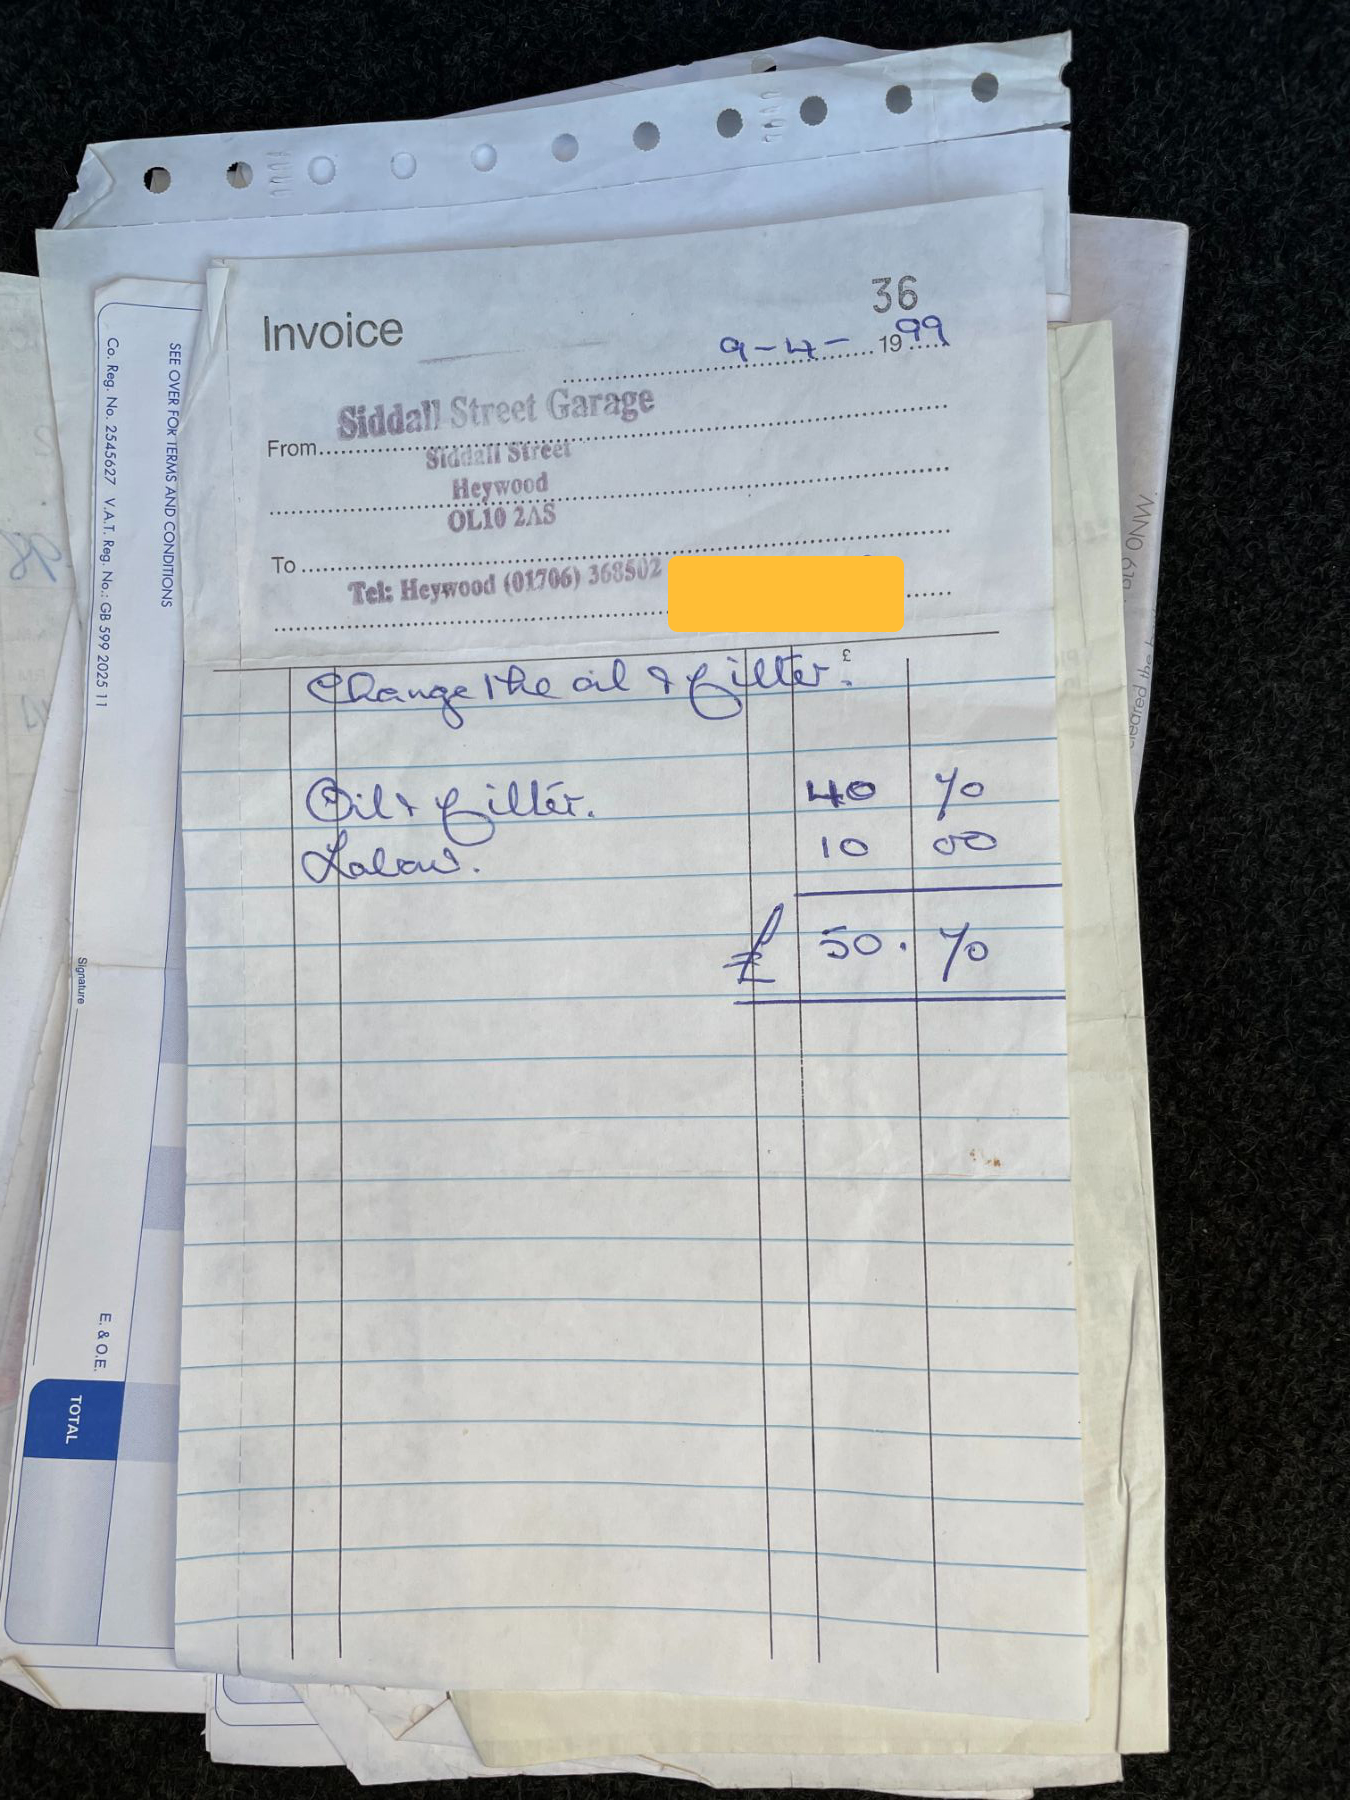 36
Invoice
9-4- 1999
Siddall Street Garage
From
Siddall Street
Heywood
OL10 2AS
To
Tel: Heywood (01706) 368502
£
Change the oil & filter.
Oil & filter. 40 %
Labour. 10 00
£ 50. %
SEE OVER FOR TERMS AND CONDITIONS
Co. Reg. No. 2545627 V.A.T. Reg. No.: GB 599 2025 11
Signature
E. & O.E.
TOTAL
cleared the